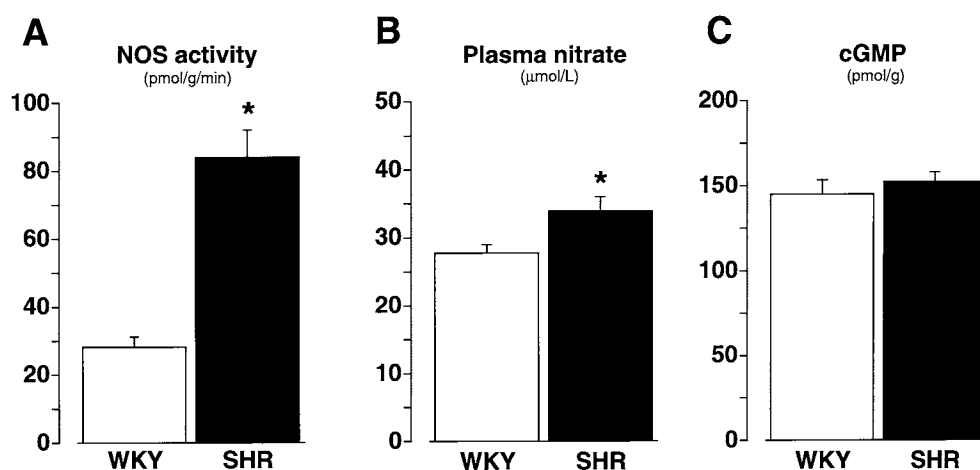 A
NOS activity
(pmol/g/min)
100
80
60
40
20
0
*
WKY SHR
B
Plasma nitrate
(μmol/L)
50
40
30
20
10
0
*
WKY SHR
C
cGMP
(pmol/g)
200
150
100
50
0
WKY SHR